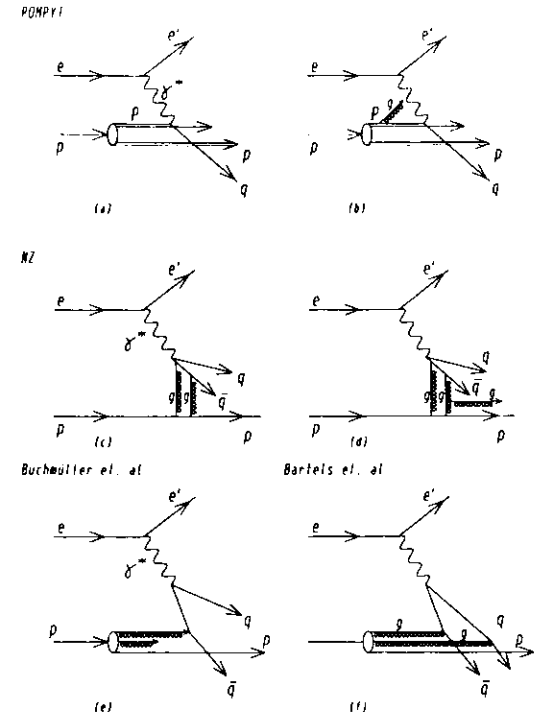 POMPYT
e'
e'
e
e
γ*
p
g
p
p
p
p
p
q
q
(a)
(b)
NZ
e'
e'
e
e
γ*
q
q
q̄
q̄
g
g
g
g
g
p
p
p
p
(c)
(d)
Buchmüller et. al
Bartels et. al
e'
e'
e
e
γ*
q
q
p
g
g
p
p
q̄
q̄
(e)
(f)